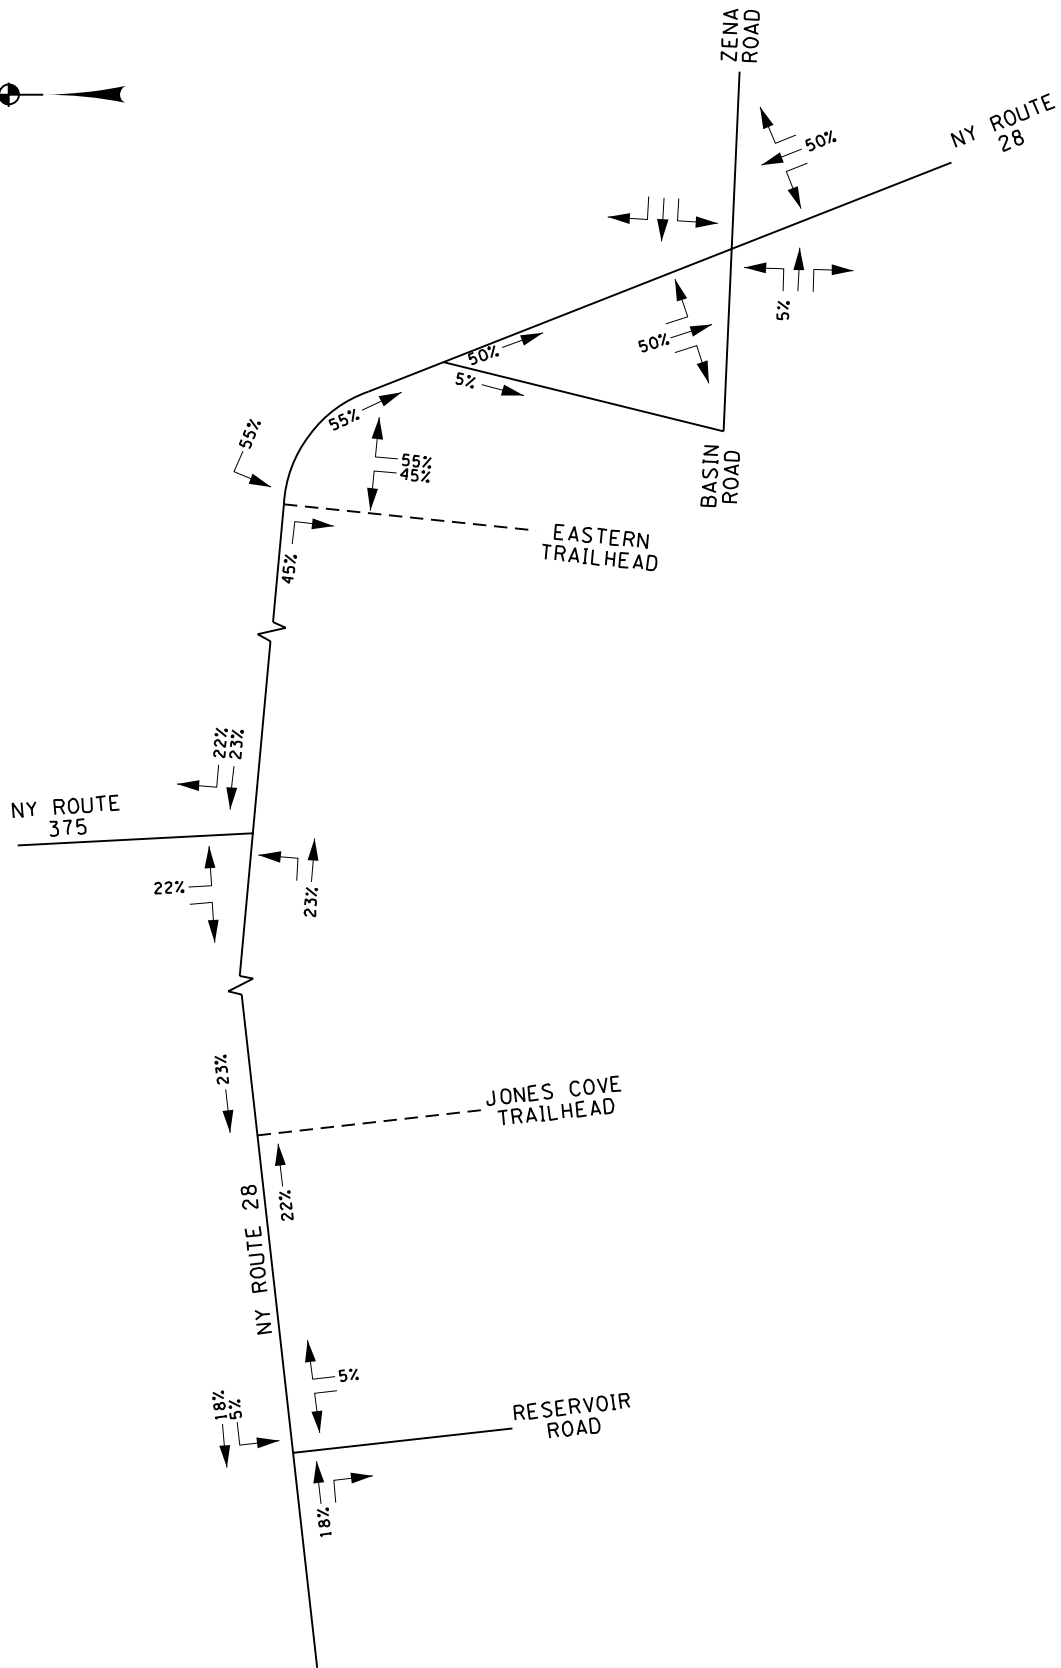 ZENA
ROAD
NY ROUTE
28
50%
5%
50%
50%
5%
55%
55%
55%
45%
BASIN
ROAD
EASTERN
TRAILHEAD
45%
22%
23%
NY ROUTE
375
22%
23%
23%
JONES COVE
TRAILHEAD
22%
NY ROUTE 28
5%
18%
5%
RESERVOIR
ROAD
18%